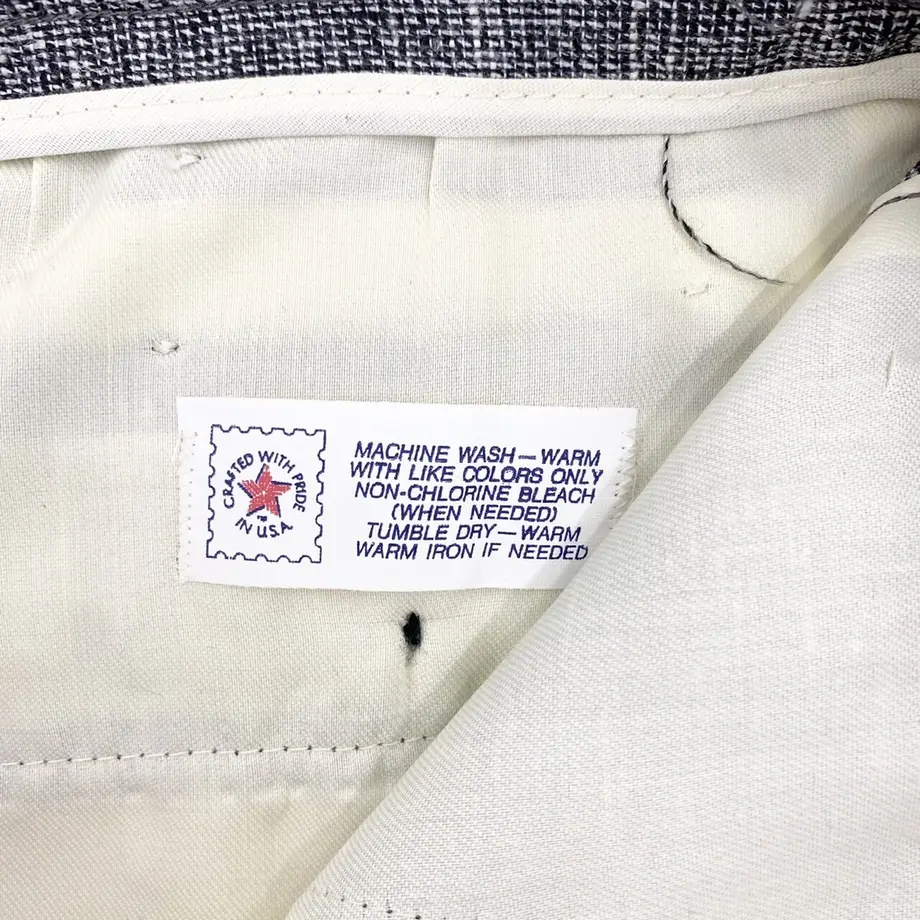 CRAFTED WITH PRIDE
IN U.S.A.
TM
MACHINE WASH—WARM
WITH LIKE COLORS ONLY
NON-CHLORINE BLEACH
(WHEN NEEDED)
TUMBLE DRY—WARM
WARM IRON IF NEEDED